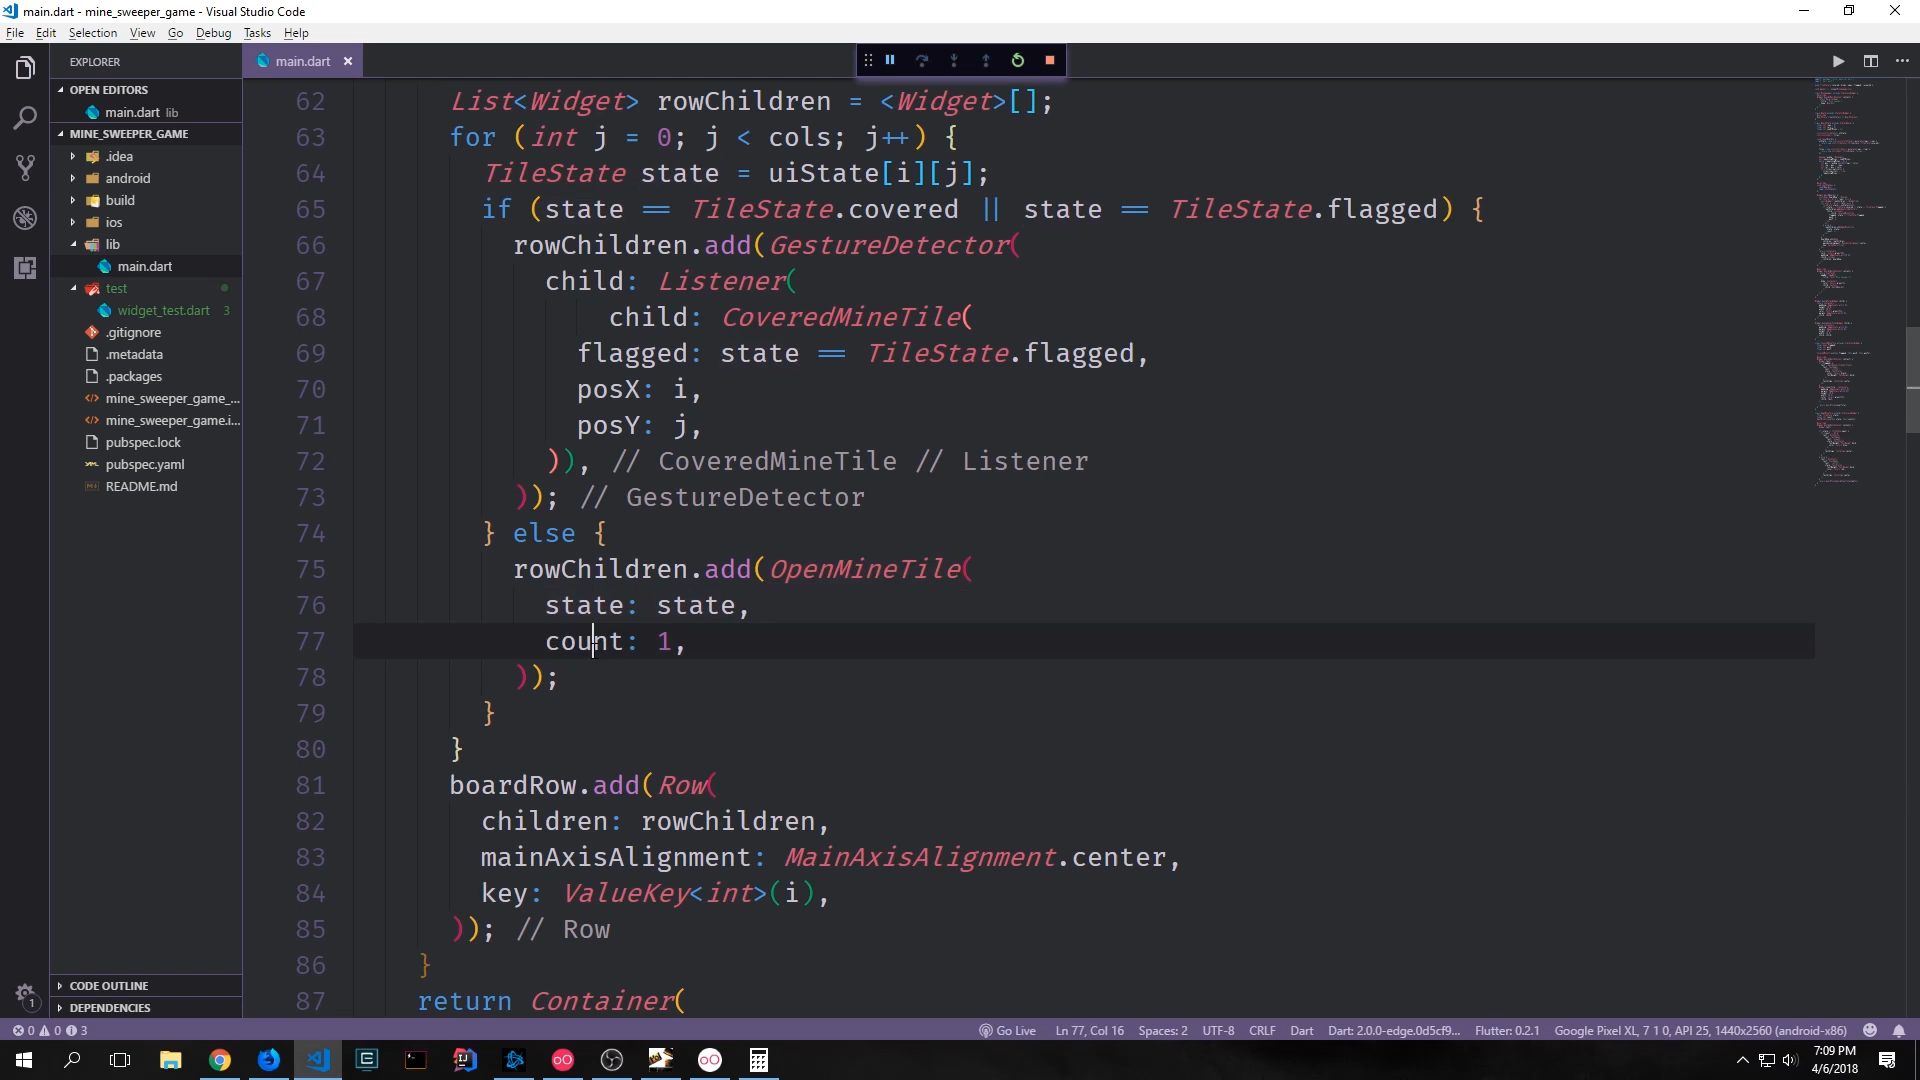 main.dart - mine_sweeper_game - Visual Studio Code
File Edit Selection View Go Debug Tasks Help
EXPLORER
main.dart
OPEN EDITORS
main.dart lib
MINE_SWEEPER_GAME
.idea
android
build
ios
lib
main.dart
test
widget_test.dart 3
.gitignore
.metadata
.packages
mine_sweeper_game_...
mine_sweeper_game.i...
pubspec.lock
pubspec.yaml
README.md
CODE OUTLINE
DEPENDENCIES
1
62 List<Widget> rowChildren = <Widget>[];
63 for (int j = 0; j < cols; j++) {
64 TileState state = uiState[i][j];
65 if (state == TileState.covered || state == TileState.flagged) {
66 rowChildren.add(GestureDetector(
67 child: Listener(
68 child: CoveredMineTile(
69 flagged: state == TileState.flagged,
70 posX: i,
71 posY: j,
72 )), // CoveredMineTile // Listener
73 )); // GestureDetector
74 } else {
75 rowChildren.add(OpenMineTile(
76 state: state,
77 count: 1,
78 ));
79 }
80 }
81 boardRow.add(Row(
82 children: rowChildren,
83 mainAxisAlignment: MainAxisAlignment.center,
84 key: ValueKey<int>(i),
85 )); // Row
86 }
87 return Container(
0 0 3 Go Live Ln 77, Col 16 Spaces: 2 UTF-8 CRLF Dart Dart: 2.0.0-edge.0d5cf9... Flutter: 0.2.1 Google Pixel XL, 7 1 0, API 25, 1440x2560 (android-x86)
7:09 PM
4/6/2018